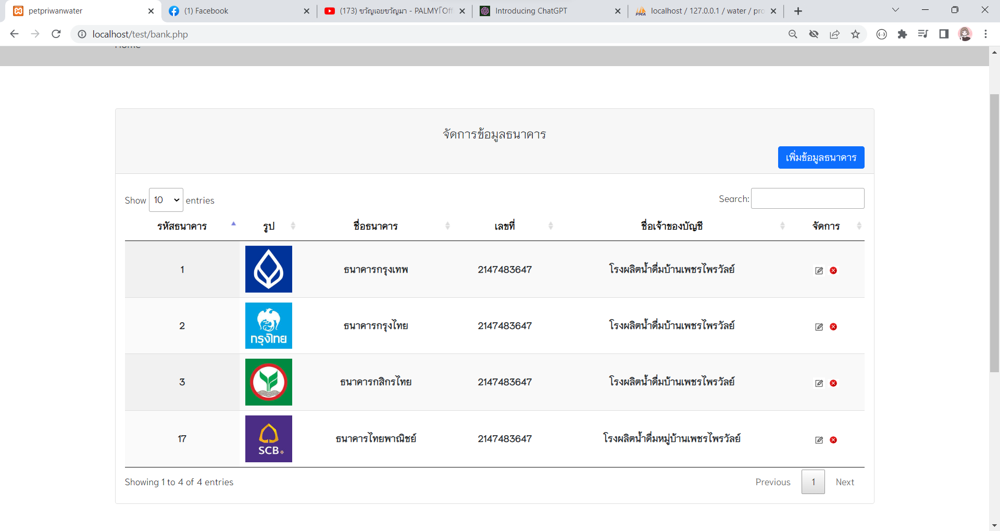 petpriwanwater
(1) Facebook
(173) ขวัญเอยขวัญมา - PALMY「Off
Introducing ChatGPT
localhost / 127.0.0.1 / water / pro
localhost/test/bank.php
Home
จัดการข้อมูลธนาคาร
เพิ่มข้อมูลธนาคาร
Show 10 entries
Search:
รหัสธนาคาร รูป ชื่อธนาคาร เลขที่ ชื่อเจ้าของบัญชี จัดการ
1 ธนาคารกรุงเทพ 2147483647 โรงผลิตน้ำดื่มบ้านเพชรไพรวัลย์
2 กรุงไทย ธนาคารกรุงไทย 2147483647 โรงผลิตน้ำดื่มบ้านเพชรไพรวัลย์
3 ธนาคารกสิกรไทย 2147483647 โรงผลิตน้ำดื่มบ้านเพชรไพรวัลย์
17 SCB ธนาคารไทยพาณิชย์ 2147483647 โรงผลิตน้ำดื่มหมู่บ้านเพชรไพรวัลย์
Showing 1 to 4 of 4 entries
Previous 1 Next